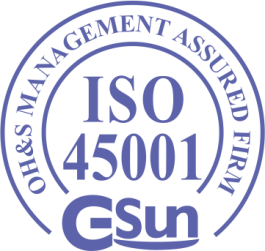 OH&S MANAGEMENT ASSURED FIRM
ISO
45001
GSun